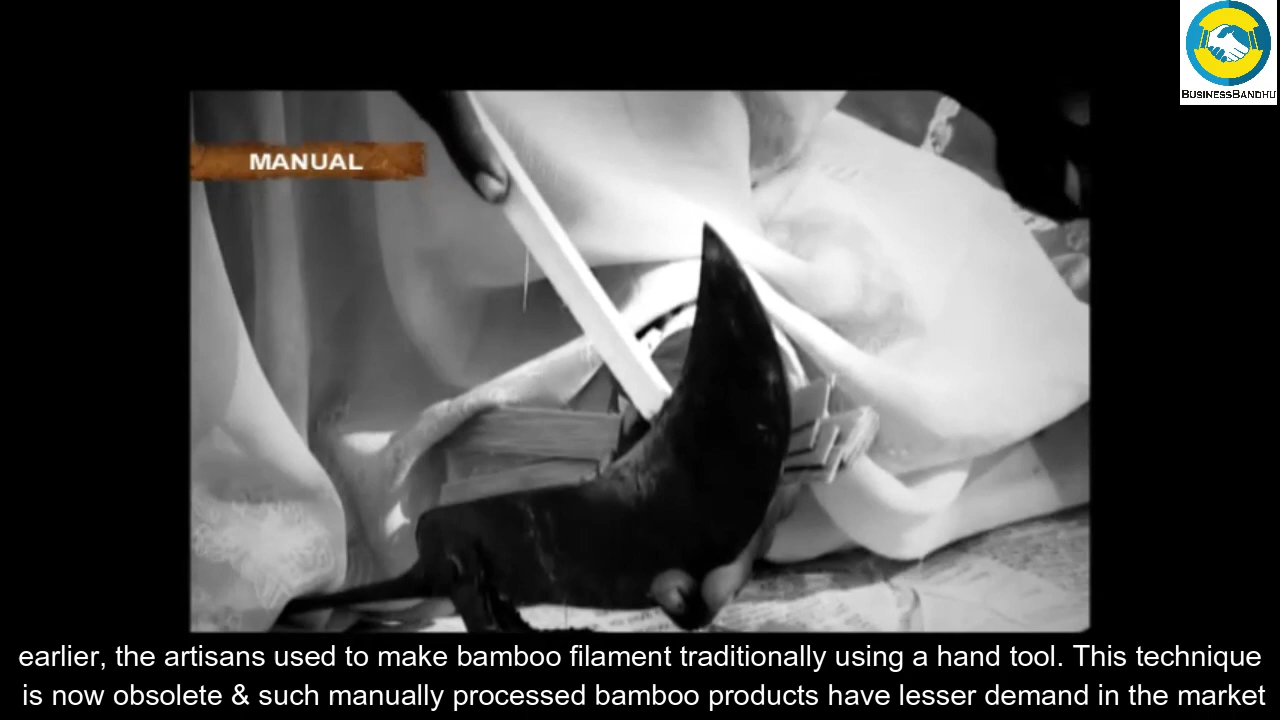 BUSINESSBANDHU
MANUAL
earlier, the artisans used to make bamboo filament traditionally using a hand tool. This technique
is now obsolete & such manually processed bamboo products have lesser demand in the market